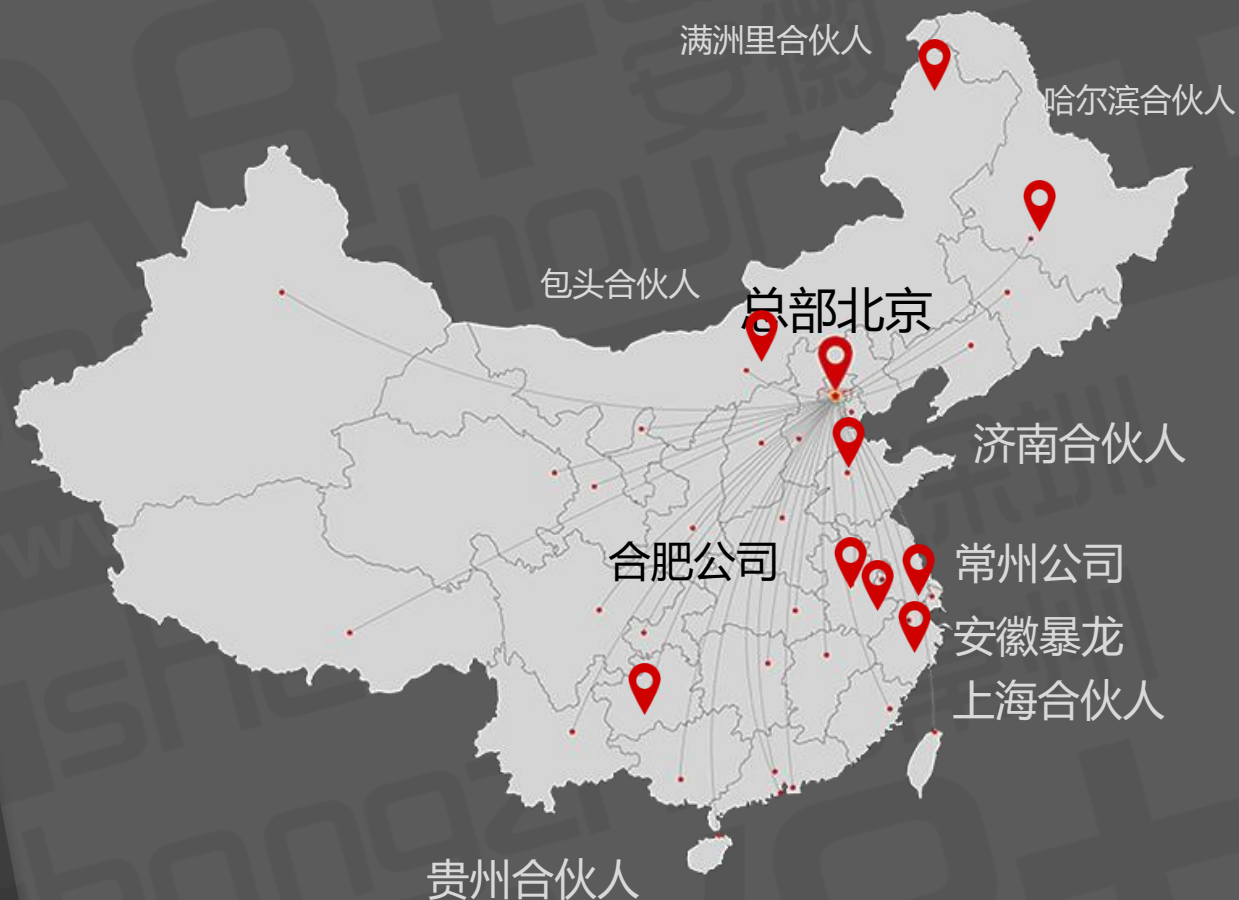 满洲里合伙人
哈尔滨合伙人
包头合伙人
总部北京
济南合伙人
合肥公司
常州公司
安徽暴龙
上海合伙人
贵州合伙人